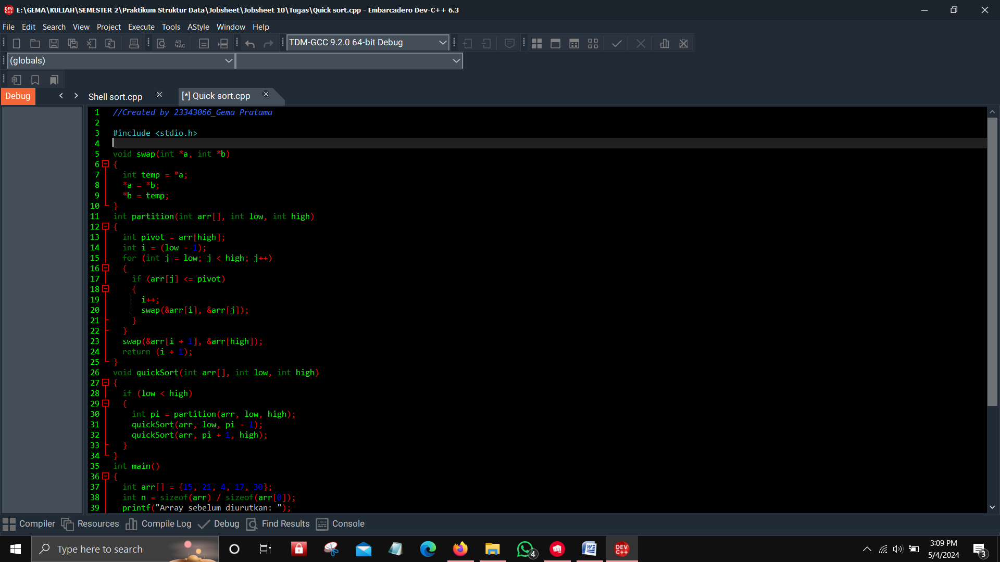 E:\GEMA\KULIAH\SEMESTER 2\Praktikum Struktur Data\Jobsheet\Jobsheet 10\Tugas\Quick sort.cpp - Embarcadero Dev-C++ 6.3
File Edit Search View Project Execute Tools AStyle Window Help
TDM-GCC 9.2.0 64-bit Debug
(globals)
Debug Shell sort.cpp [*] Quick sort.cpp
1 //Created by 23343066_Gema Pratama
2
3 #include <stdio.h>
4
5 void swap(int *a, int *b)
6 {
7 int temp = *a;
8 *a = *b;
9 *b = temp;
10 }
11 int partition(int arr[], int low, int high)
12 {
13 int pivot = arr[high];
14 int i = (low - 1);
15 for (int j = low; j < high; j++)
16 {
17 if (arr[j] <= pivot)
18 {
19 i++;
20 swap(&arr[i], &arr[j]);
21 }
22 }
23 swap(&arr[i + 1], &arr[high]);
24 return (i + 1);
25 }
26 void quickSort(int arr[], int low, int high)
27 {
28 if (low < high)
29 {
30 int pi = partition(arr, low, high);
31 quickSort(arr, low, pi - 1);
32 quickSort(arr, pi + 1, high);
33 }
34 }
35 int main()
36 {
37 int arr[] = {15, 21, 4, 17, 30};
38 int n = sizeof(arr) / sizeof(arr[0]);
39 printf("Array sebelum diurutkan: ");
Compiler Resources Compile Log Debug Find Results Console
Type here to search
4
DEV C++
3:09 PM
5/4/2024
3